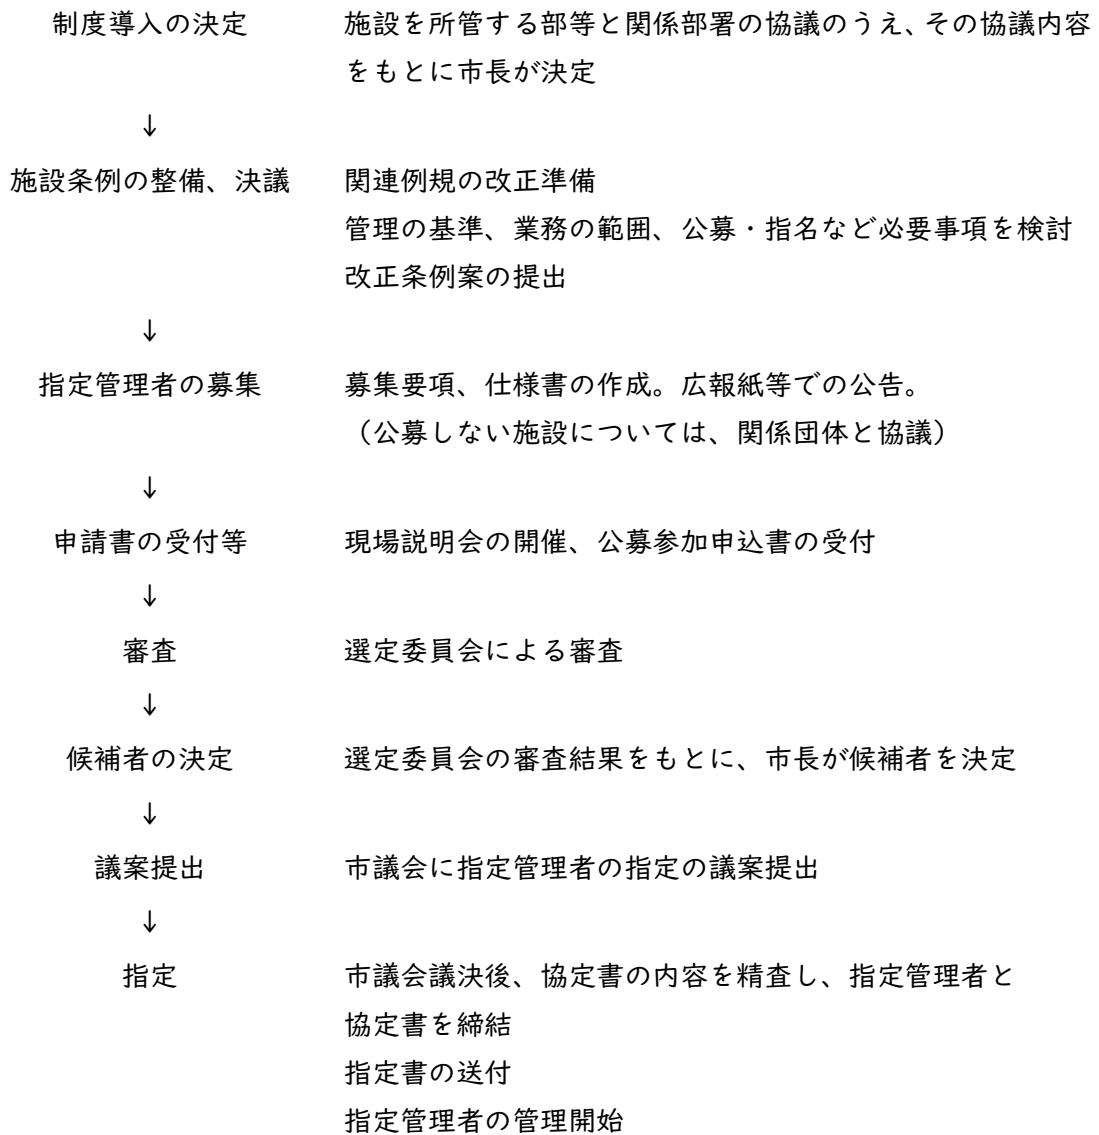 制度導入の決定 施設を所管する部等と関係部署の協議のうえ、その協議内容
をもとに市長が決定
↓
施設条例の整備、決議 関連例規の改正準備
管理の基準、業務の範囲、公募・指名など必要事項を検討
改正条例案の提出
↓
指定管理者の募集 募集要項、仕様書の作成。広報紙等での公告。
（公募しない施設については、関係団体と協議）
↓
申請書の受付等 現場説明会の開催、公募参加申込書の受付
↓
審査 選定委員会による審査
↓
候補者の決定 選定委員会の審査結果をもとに、市長が候補者を決定
↓
議案提出 市議会に指定管理者の指定の議案提出
↓
指定 市議会議決後、協定書の内容を精査し、指定管理者と
協定書を締結
指定書の送付
指定管理者の管理開始